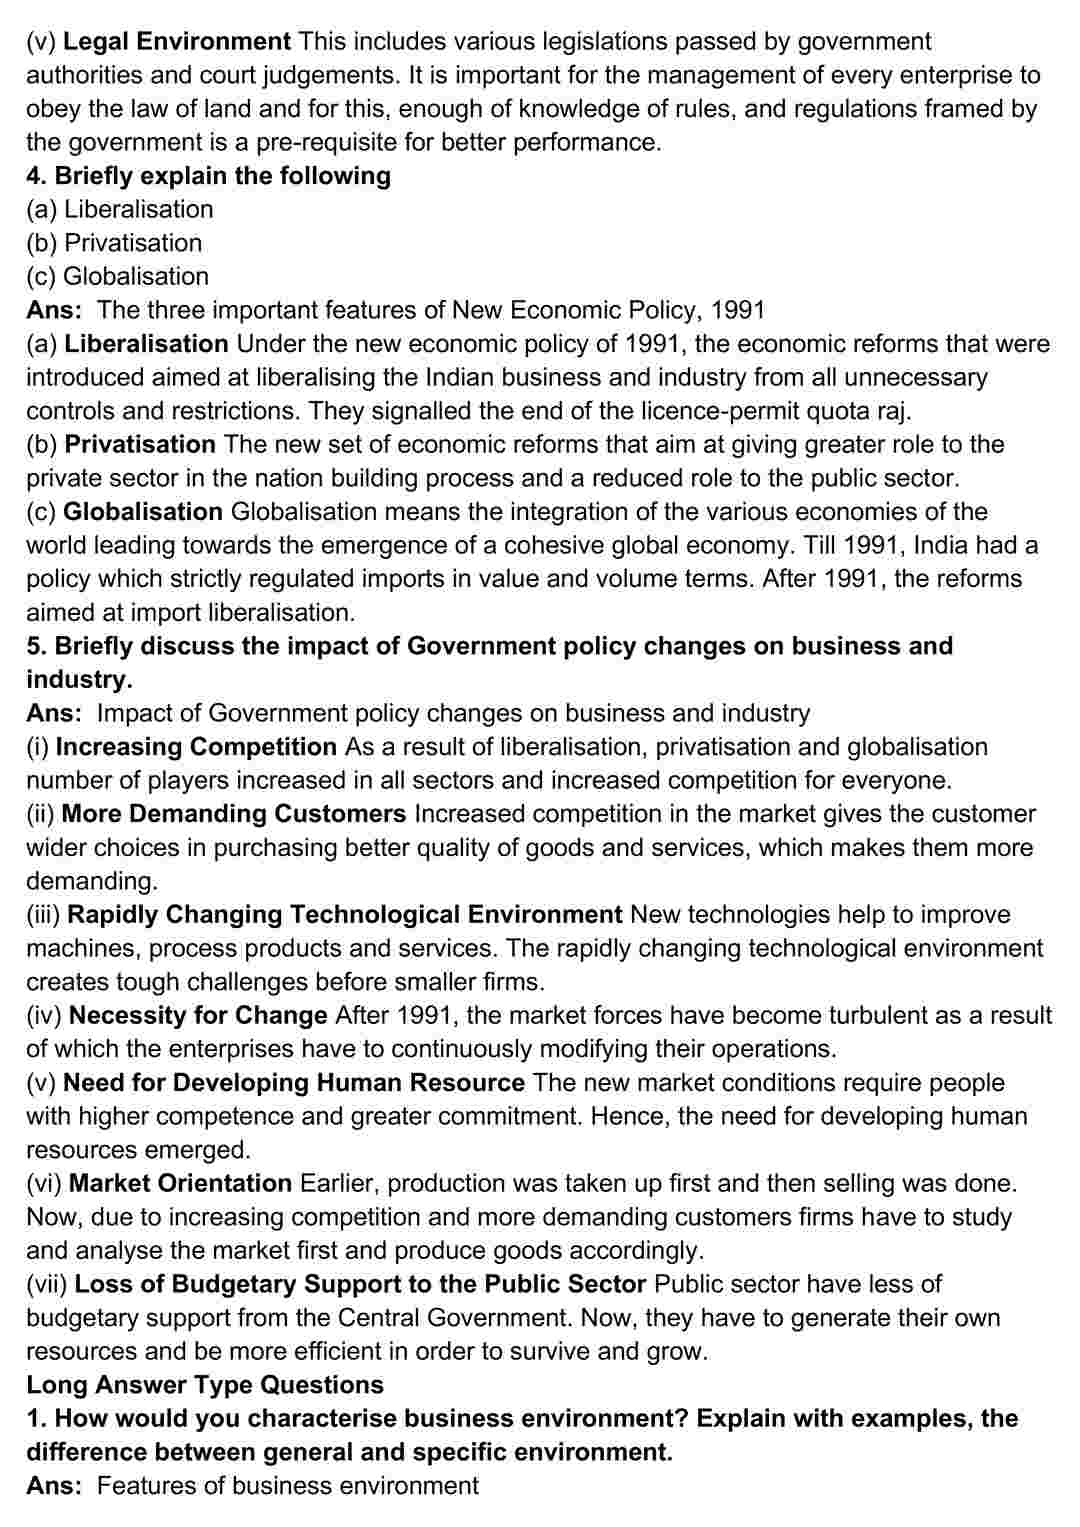 (v) Legal Environment This includes various legislations passed by government
authorities and court judgements. It is important for the management of every enterprise to
obey the law of land and for this, enough of knowledge of rules, and regulations framed by
the government is a pre-requisite for better performance.
4. Briefly explain the following
(a) Liberalisation
(b) Privatisation
(c) Globalisation
Ans: The three important features of New Economic Policy, 1991
(a) Liberalisation Under the new economic policy of 1991, the economic reforms that were
introduced aimed at liberalising the Indian business and industry from all unnecessary
controls and restrictions. They signalled the end of the licence-permit quota raj.
(b) Privatisation The new set of economic reforms that aim at giving greater role to the
private sector in the nation building process and a reduced role to the public sector.
(c) Globalisation Globalisation means the integration of the various economies of the
world leading towards the emergence of a cohesive global economy. Till 1991, India had a
policy which strictly regulated imports in value and volume terms. After 1991, the reforms
aimed at import liberalisation.
5. Briefly discuss the impact of Government policy changes on business and
industry.
Ans: Impact of Government policy changes on business and industry
(i) Increasing Competition As a result of liberalisation, privatisation and globalisation
number of players increased in all sectors and increased competition for everyone.
(ii) More Demanding Customers Increased competition in the market gives the customer
wider choices in purchasing better quality of goods and services, which makes them more
demanding.
(iii) Rapidly Changing Technological Environment New technologies help to improve
machines, process products and services. The rapidly changing technological environment
creates tough challenges before smaller firms.
(iv) Necessity for Change After 1991, the market forces have become turbulent as a result
of which the enterprises have to continuously modifying their operations.
(v) Need for Developing Human Resource The new market conditions require people
with higher competence and greater commitment. Hence, the need for developing human
resources emerged.
(vi) Market Orientation Earlier, production was taken up first and then selling was done.
Now, due to increasing competition and more demanding customers firms have to study
and analyse the market first and produce goods accordingly.
(vii) Loss of Budgetary Support to the Public Sector Public sector have less of
budgetary support from the Central Government. Now, they have to generate their own
resources and be more efficient in order to survive and grow.
Long Answer Type Questions
1. How would you characterise business environment? Explain with examples, the
difference between general and specific environment.
Ans: Features of business environment